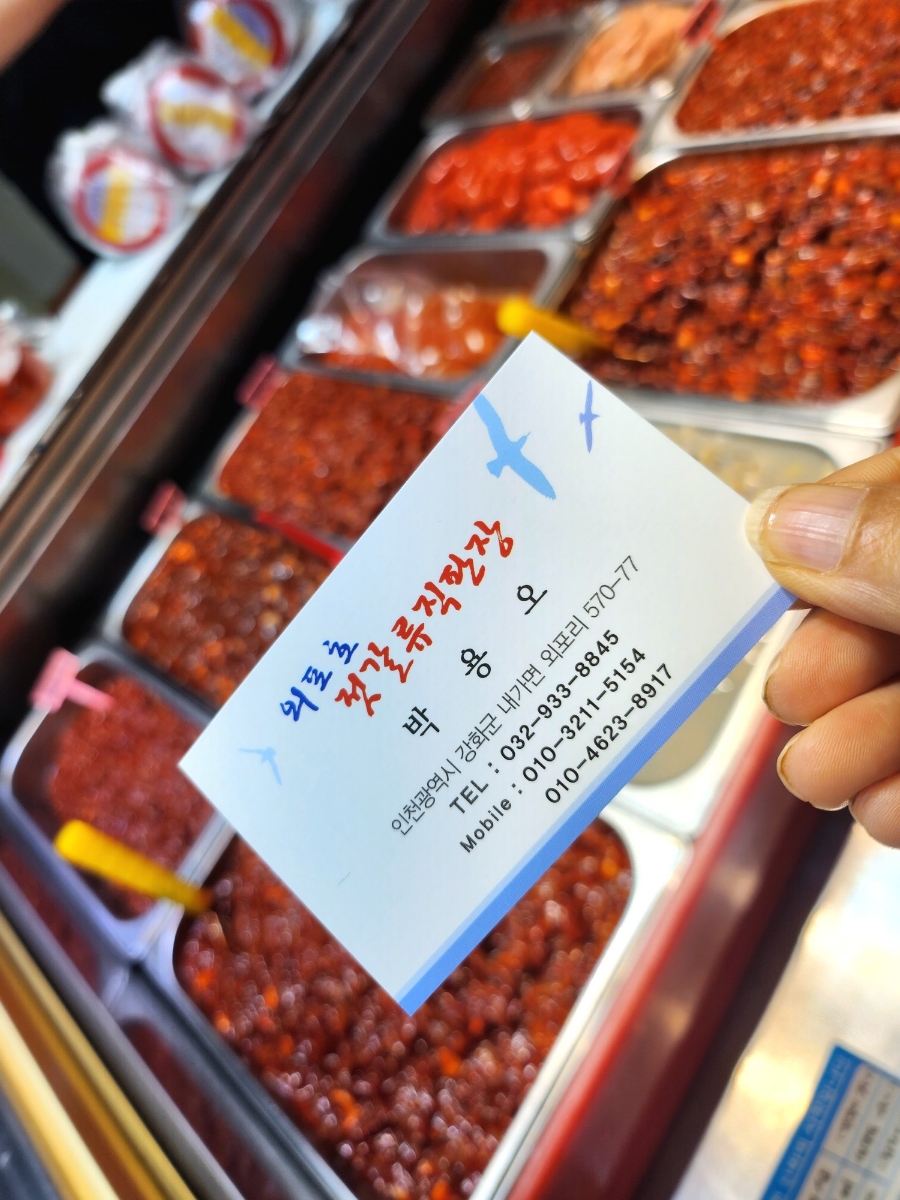 외포호
젓갈류직판장
박 용 오
인천광역시 강화군 내가면 외포리 570-77
TEL : 032-933-8845
Mobile : 010-3211-5154
010-4623-8917